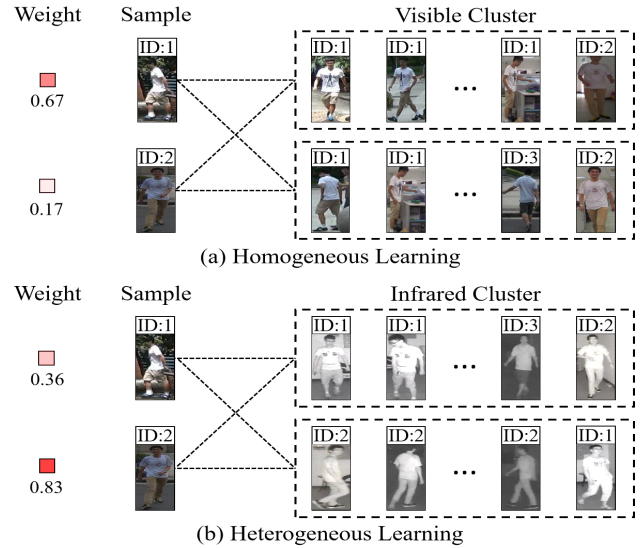 Weight Sample Visible Cluster
ID:1 ID:1 ID:1 ID:1 ID:2
...
0.67
ID:2 ID:1 ID:1 ID:3 ID:2
...
0.17
(a) Homogeneous Learning
Weight Sample Infrared Cluster
ID:1 ID:1 ID:1 ID:3 ID:2
...
0.36
ID:2 ID:2 ID:2 ID:2 ID:1
...
0.83
(b) Heterogeneous Learning